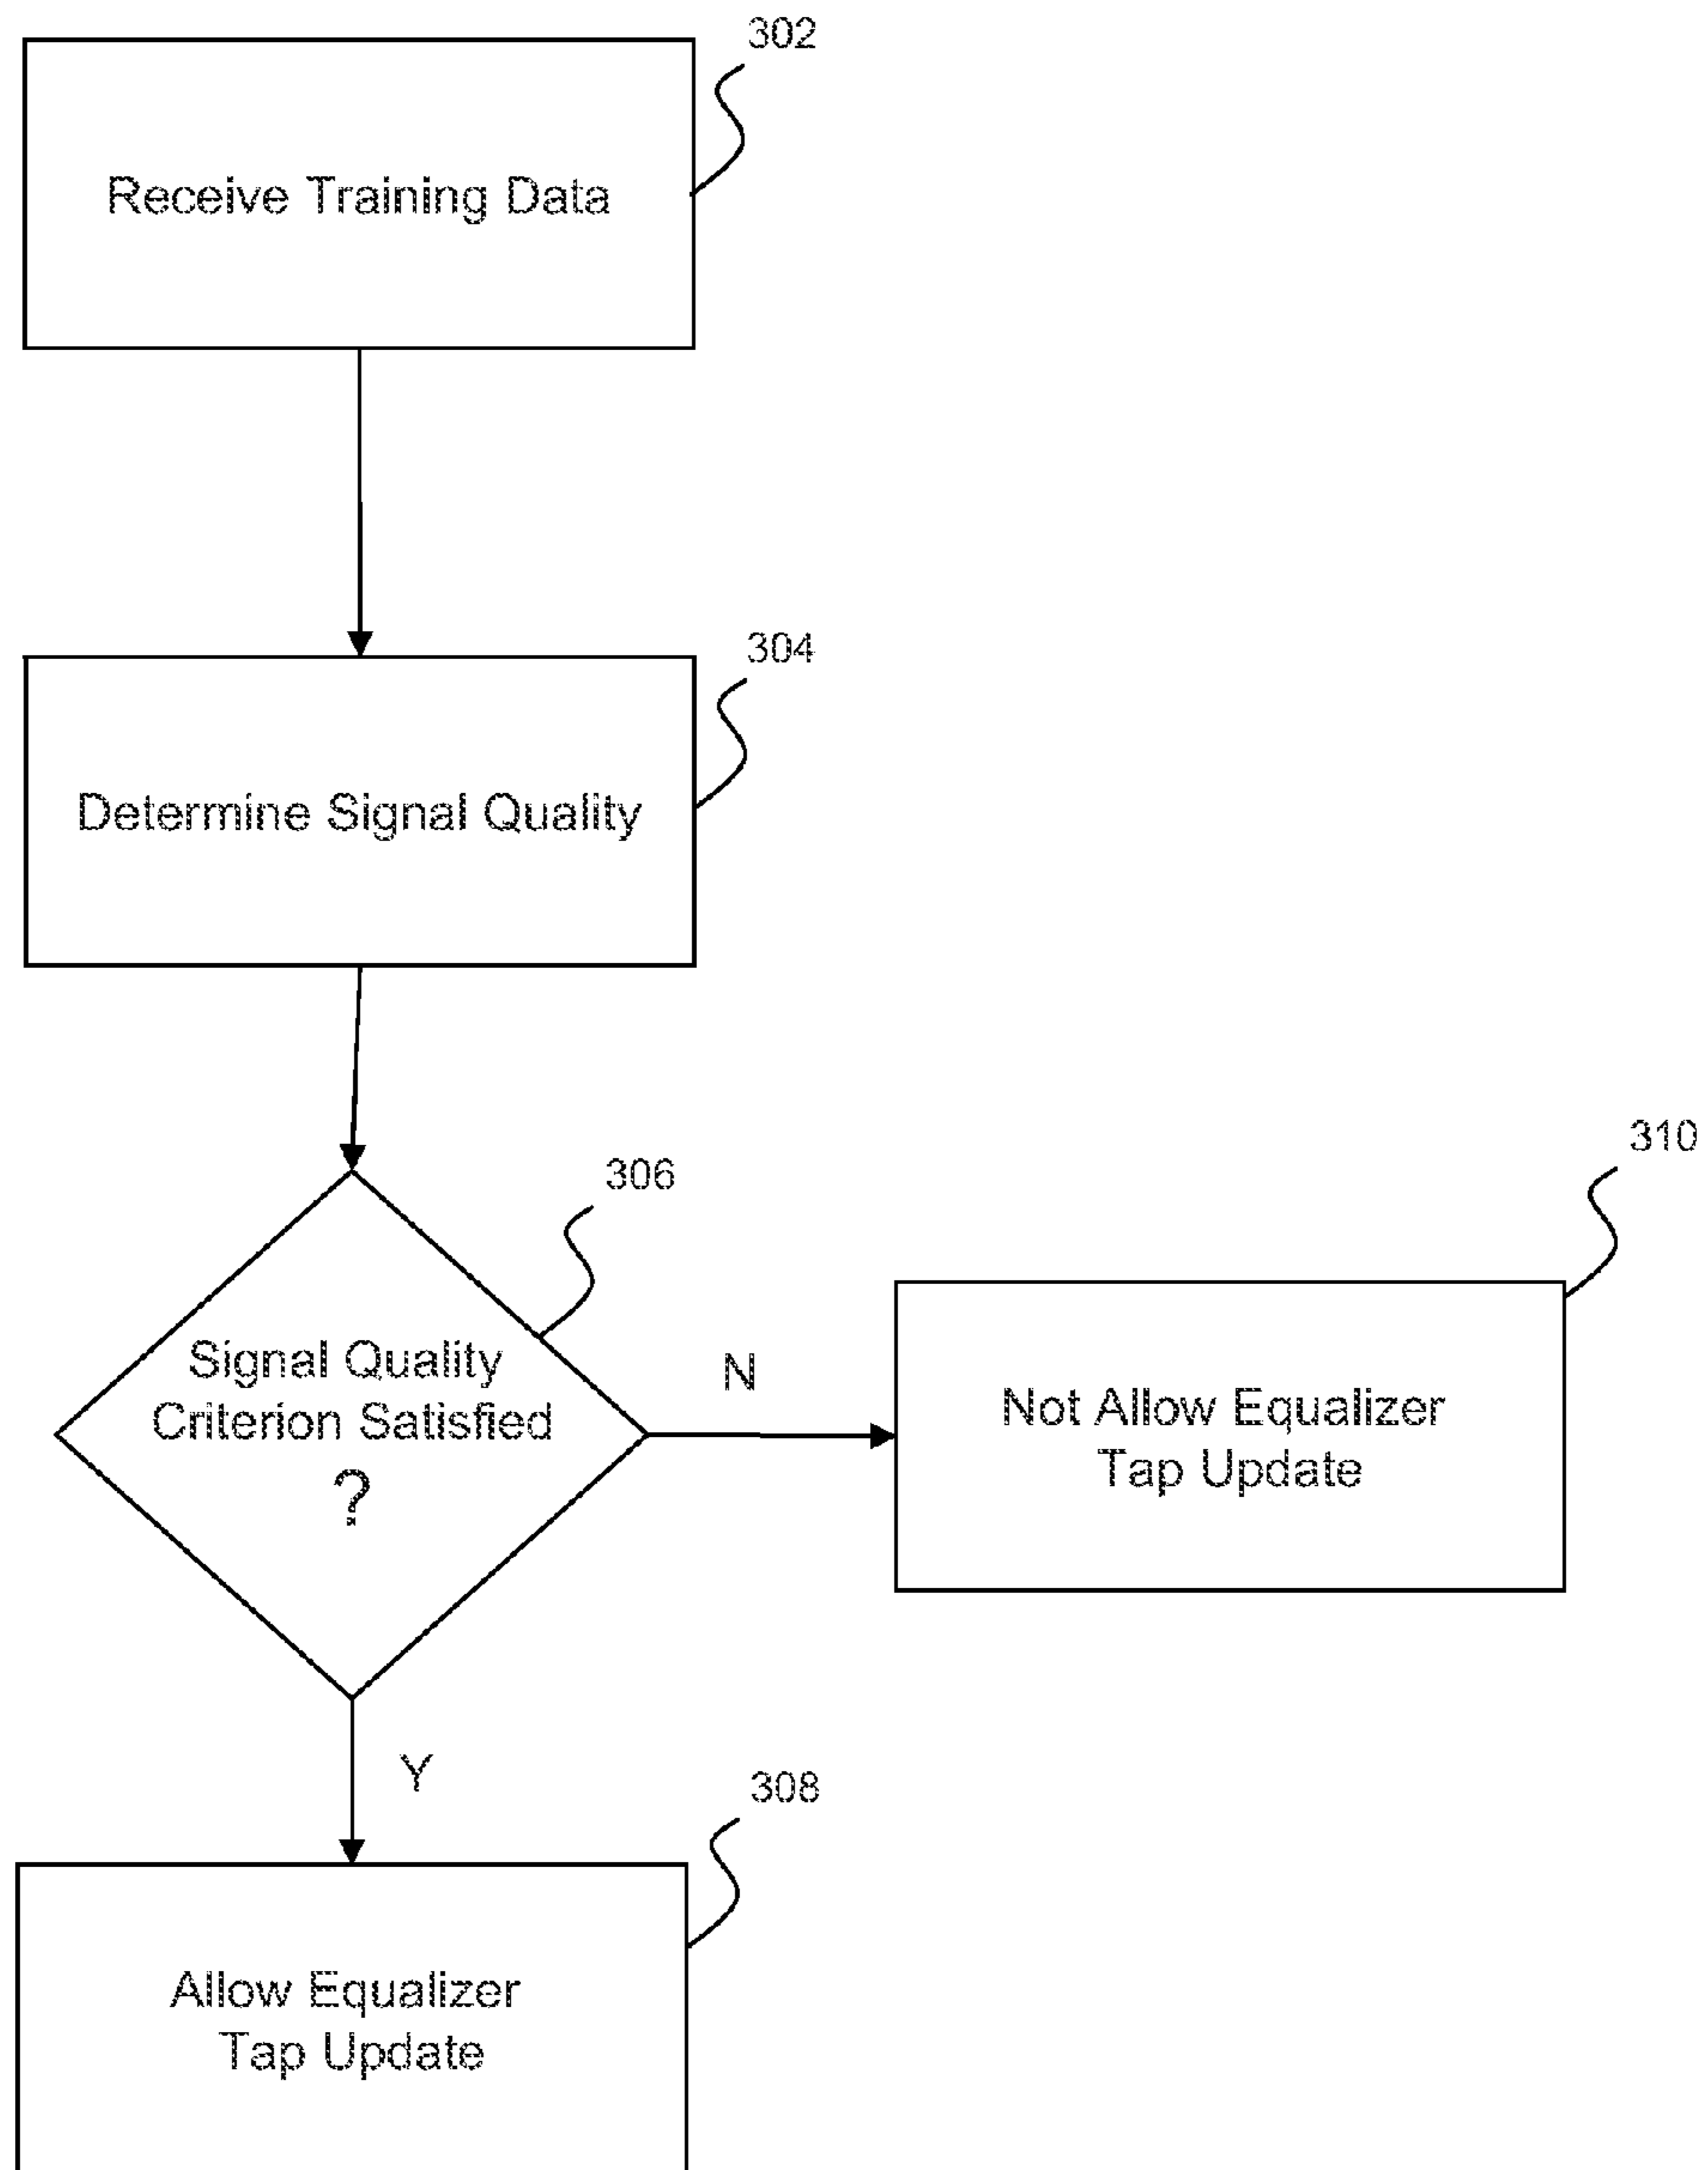 302
Receive Training Data
304
Determine Signal Quality
306
Signal Quality
Criterion Satisfied
?
N
310
Not Allow Equalizer
Tap Update
Y
308
Allow Equalizer
Tap Update